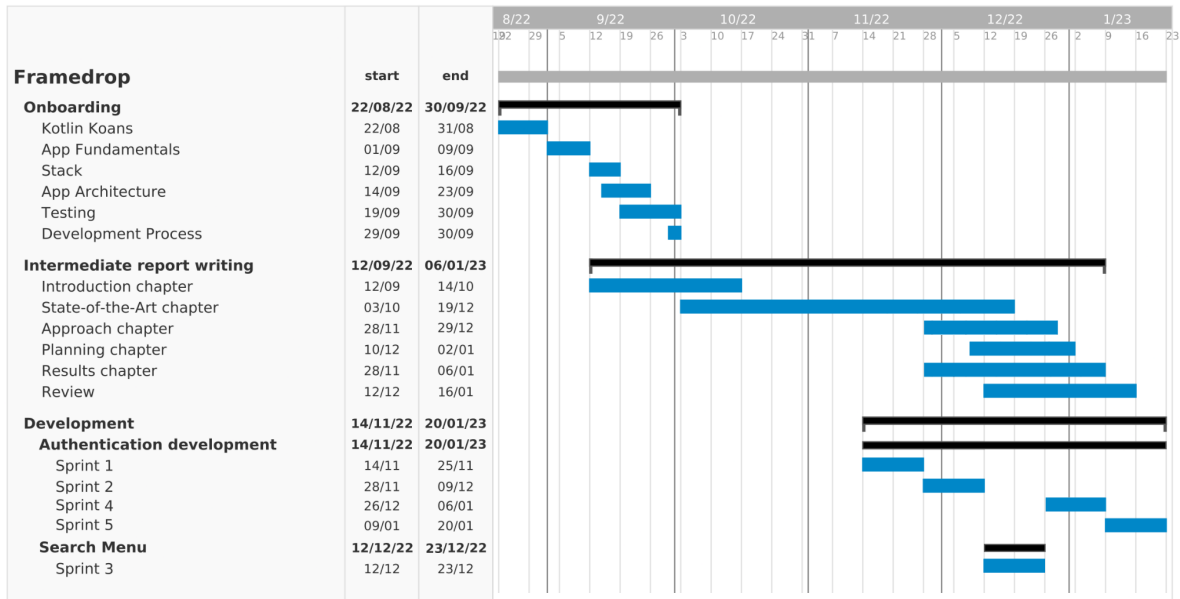 8/22 9/22 10/22 11/22 12/22 1/23
22 29 5 12 19 26 3 10 17 24 31 7 14 21 28 5 12 19 26 2 9 16 23
Framedrop start end
Onboarding 22/08/22 30/09/22
Kotlin Koans 22/08 31/08
App Fundamentals 01/09 09/09
Stack 12/09 16/09
App Architecture 14/09 23/09
Testing 19/09 30/09
Development Process 29/09 30/09
Intermediate report writing 12/09/22 06/01/23
Introduction chapter 12/09 14/10
State-of-the-Art chapter 03/10 19/12
Approach chapter 28/11 29/12
Planning chapter 10/12 02/01
Results chapter 28/11 06/01
Review 12/12 16/01
Development 14/11/22 20/01/23
Authentication development 14/11/22 20/01/23
Sprint 1 14/11 25/11
Sprint 2 28/11 09/12
Sprint 4 26/12 06/01
Sprint 5 09/01 20/01
Search Menu 12/12/22 23/12/22
Sprint 3 12/12 23/12